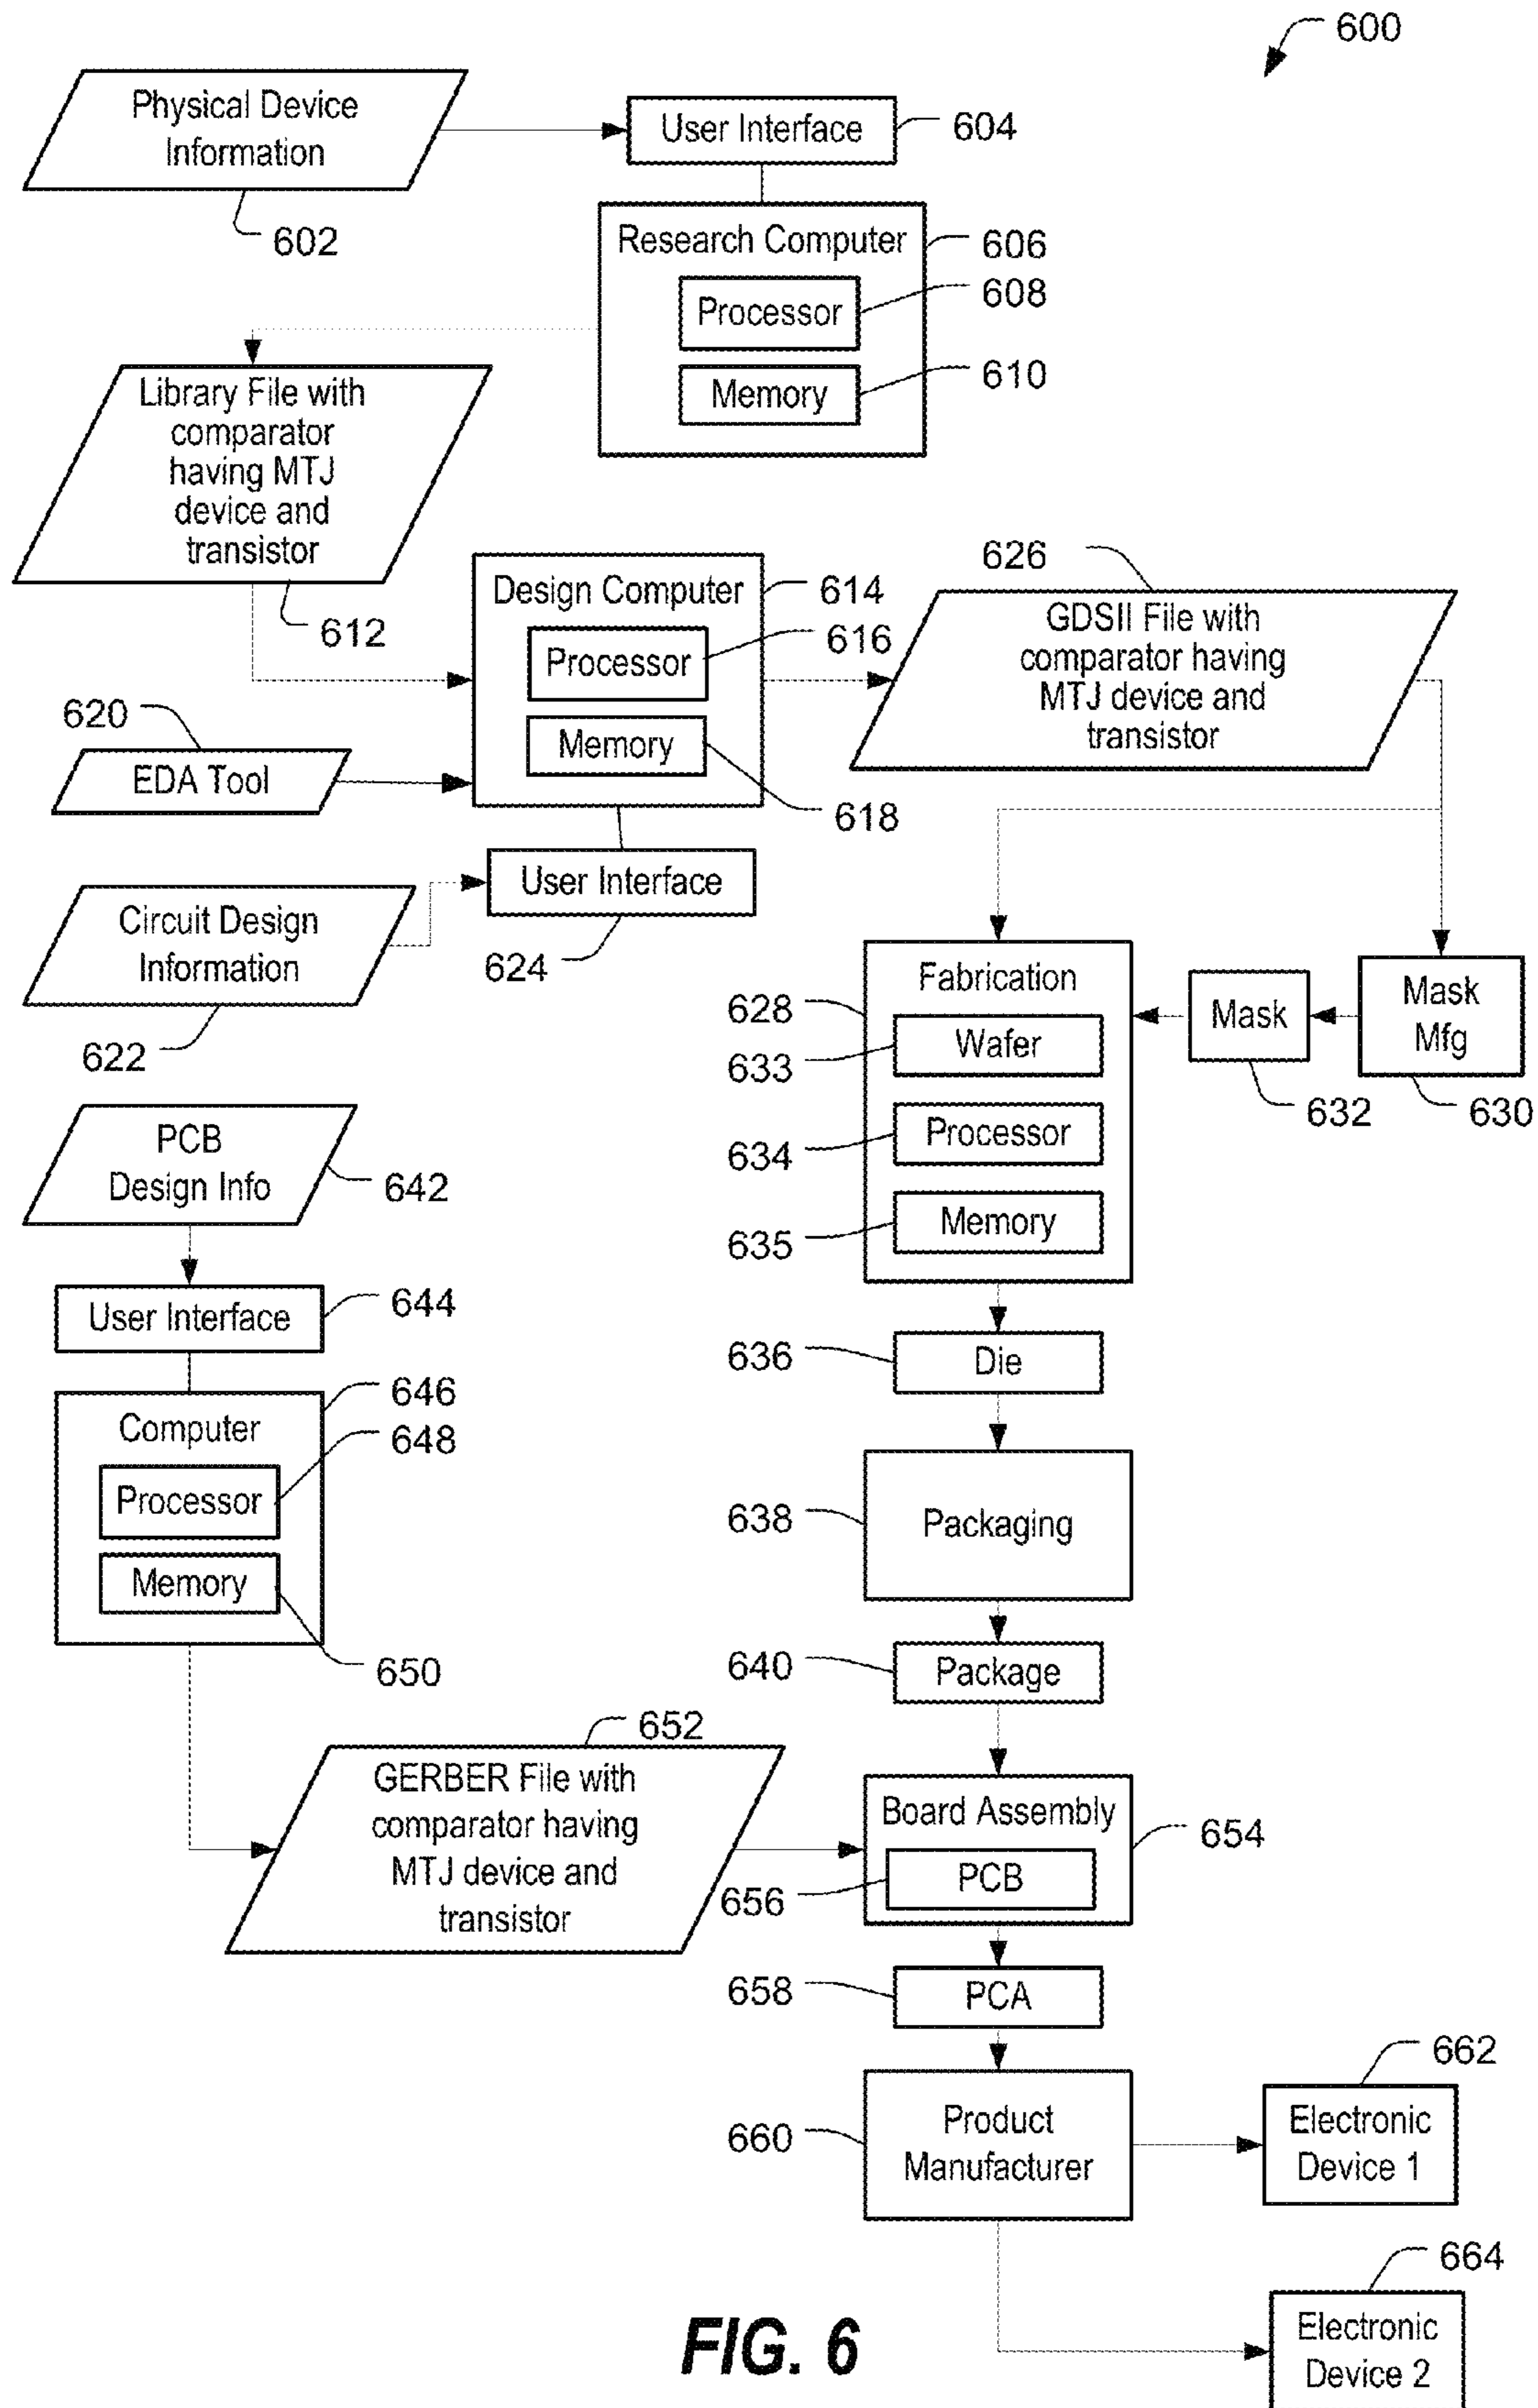 600
Physical Device
Information
602
User Interface
604
Research Computer
606
Processor
608
Memory
610
Library File with
comparator
having MTJ
device and
transistor
612
Design Computer
614
Processor
616
Memory
618
620
EDA Tool
Circuit Design
Information
622
User Interface
624
626
GDSII File with
comparator having
MTJ device and
transistor
Fabrication
628
Wafer
633
Processor
634
Memory
635
Mask
632
Mask
Mfg
630
Die
636
Packaging
638
Package
640
PCB
Design Info
642
User Interface
644
Computer
646
Processor
648
Memory
650
652
GERBER File with
comparator having
MTJ device and
transistor
Board Assembly
654
PCB
656
PCA
658
Product
Manufacturer
660
662
Electronic
Device 1
664
Electronic
Device 2
FIG. 6